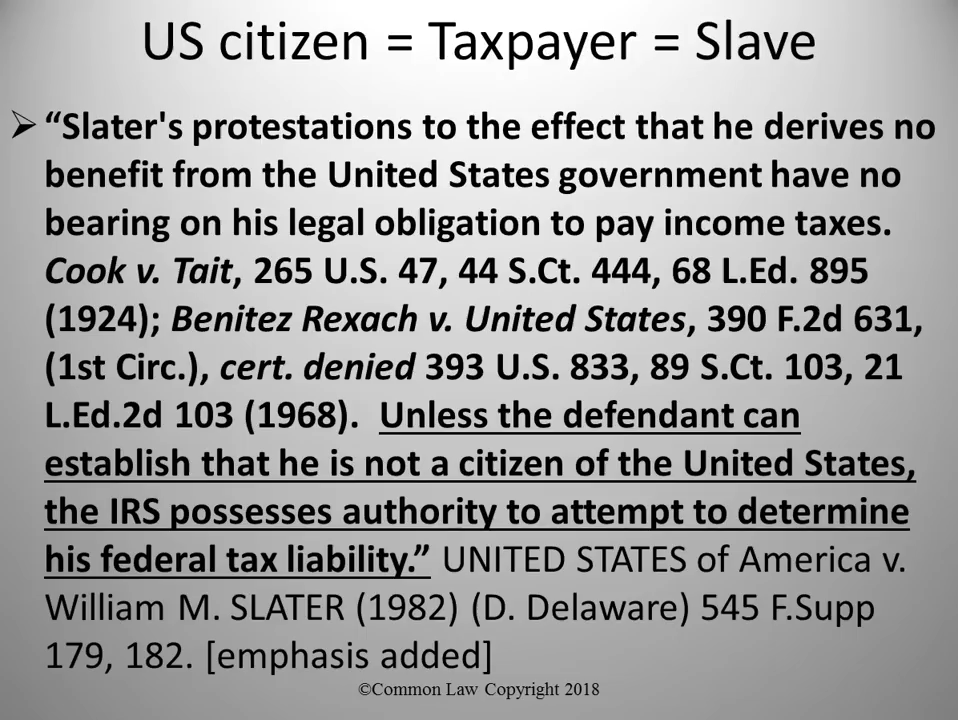 US citizen = Taxpayer = Slave
“Slater's protestations to the effect that he derives no
benefit from the United States government have no
bearing on his legal obligation to pay income taxes.
Cook v. Tait, 265 U.S. 47, 44 S.Ct. 444, 68 L.Ed. 895
(1924); Benitez Rexach v. United States, 390 F.2d 631,
(1st Circ.), cert. denied 393 U.S. 833, 89 S.Ct. 103, 21
L.Ed.2d 103 (1968). Unless the defendant can
establish that he is not a citizen of the United States,
the IRS possesses authority to attempt to determine
his federal tax liability.” UNITED STATES of America v.
William M. SLATER (1982) (D. Delaware) 545 F.Supp
179, 182. [emphasis added]
©Common Law Copyright 2018